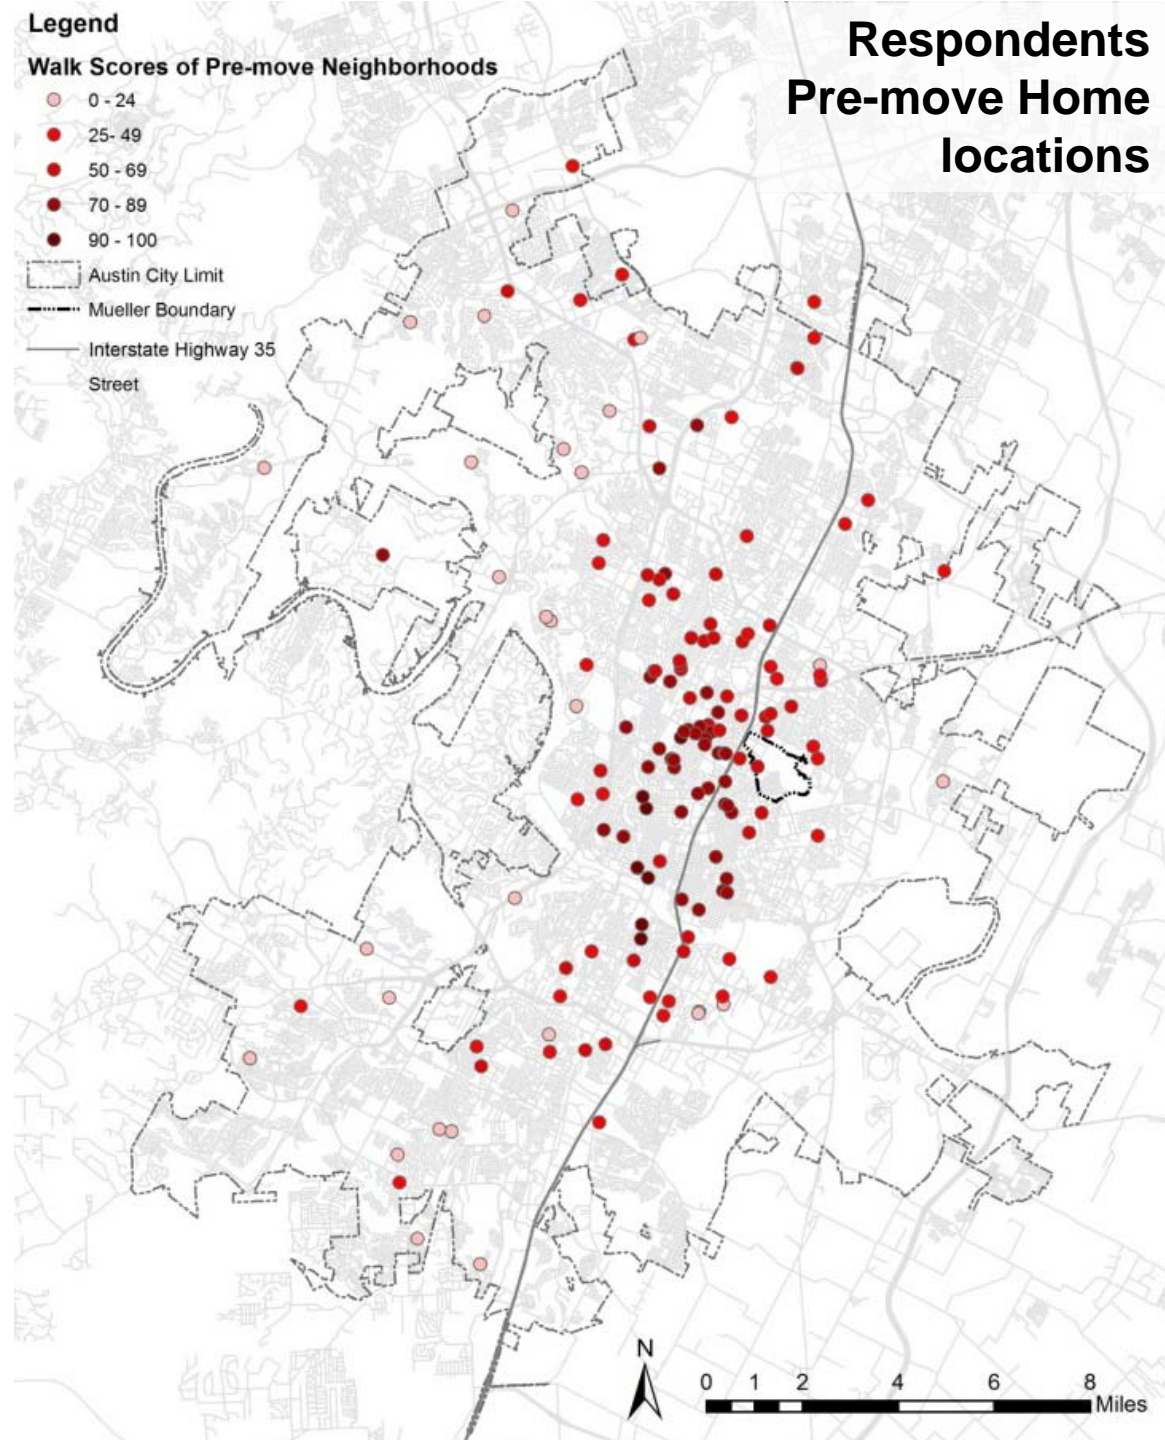 Legend
Respondents
Pre-move Home
locations
Walk Scores of Pre-move Neighborhoods
0 - 24
25- 49
50 - 69
70 - 89
90 - 100
Austin City Limit
Mueller Boundary
Interstate Highway 35
Street
N
0 1 2 4 6 8
Miles